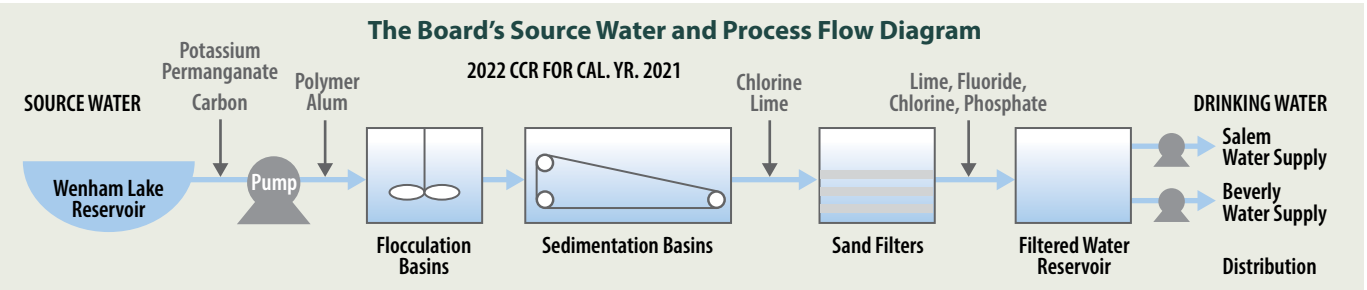 The Board's Source Water and Process Flow Diagram
2022 CCR FOR CAL. YR. 2021
SOURCE WATER
Potassium
Permanganate
Carbon
Polymer
Alum
Chlorine
Lime
Lime, Fluoride,
Chlorine, Phosphate
DRINKING WATER
Wenham Lake
Reservoir
Pump
Flocculation
Basins
Sedimentation Basins
Sand Filters
Filtered Water
Reservoir
Salem
Water Supply
Beverly
Water Supply
Distribution